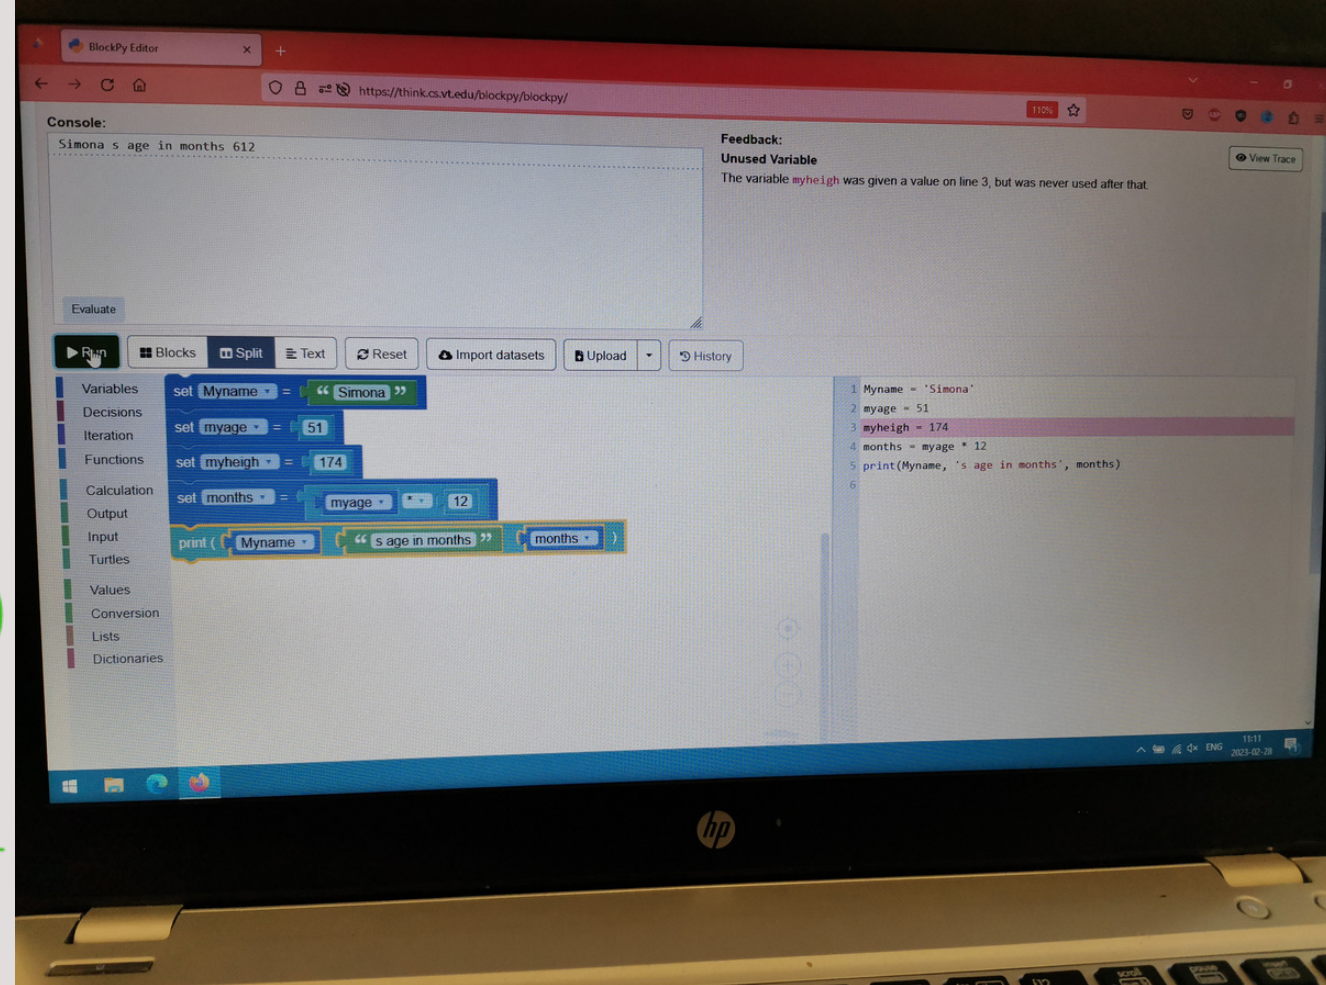 BlockPy Editor
https://think.cs.vt.edu/blockpy/blockpy/
110%
Console:
Simona s age in months 612
Evaluate
Feedback:
Unused Variable
The variable myheigh was given a value on line 3, but was never used after that.
View Trace
Run
Blocks
Split
Text
Reset
Import datasets
Upload
History
Variables
Decisions
Iteration
Functions
Calculation
Output
Input
Turtles
Values
Conversion
Lists
Dictionaries
set Myname = “ Simona ”
set myage = 51
set myheigh = 174
set months = myage * 12
print ( Myname “ s age in months ” months )
1 Myname = 'Simona'
2 myage = 51
3 myheigh = 174
4 months = myage * 12
5 print(Myname, 's age in months', months)
6
ENG
11:11
2023-02-28
hp
f12
scroll
pause
insert